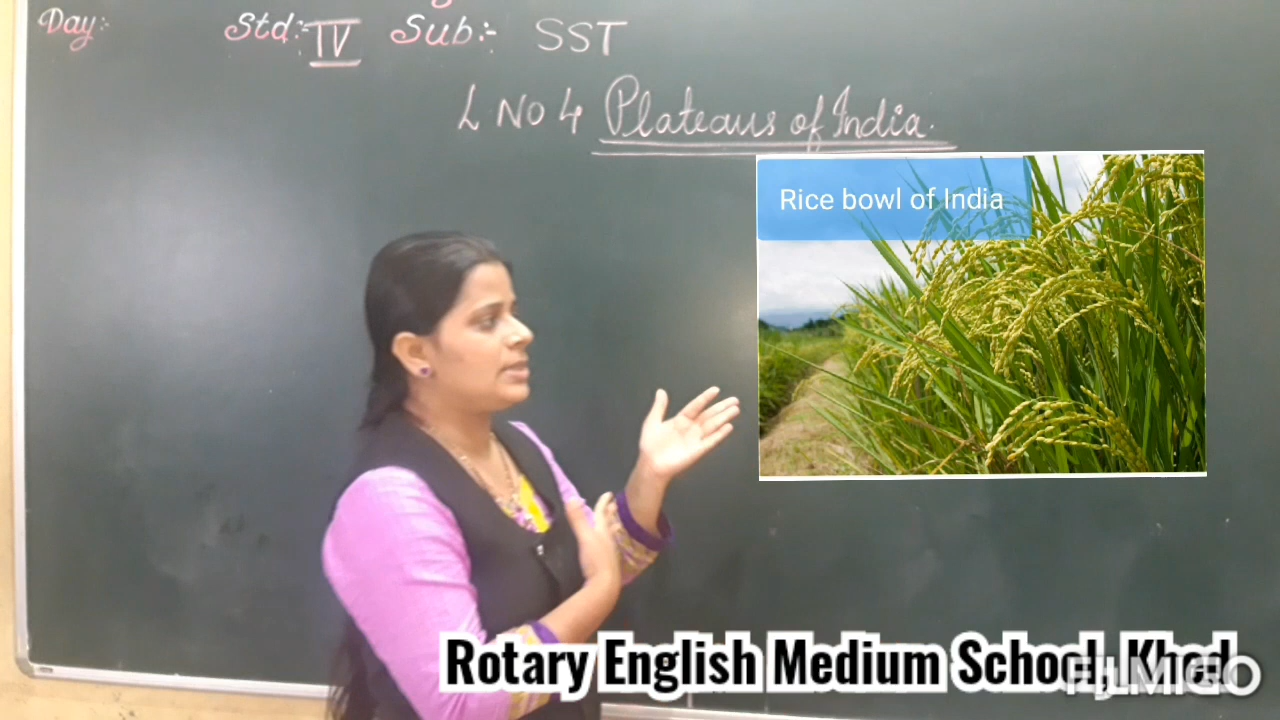 Day:- Std:- IV Sub:- SST
L No 4 Plateaus of India.
Rice bowl of India
Rotary English Medium School, Khed
FILMIGO